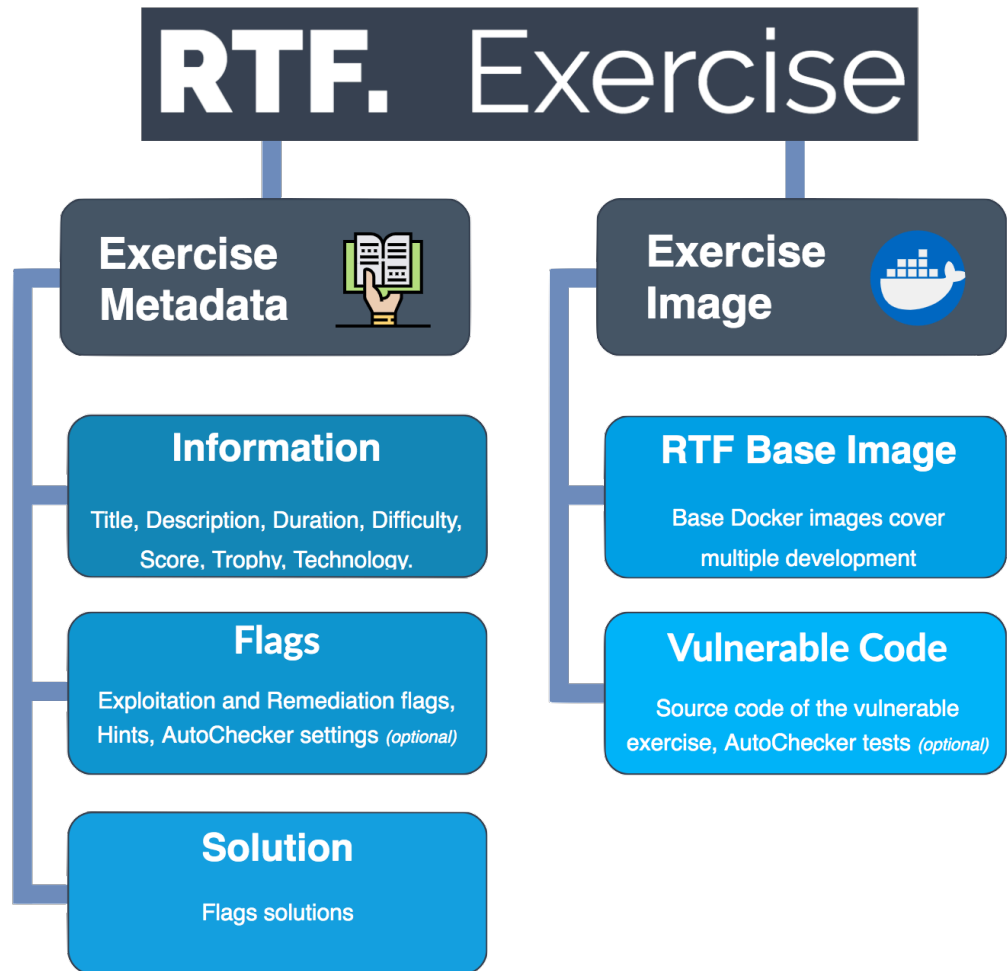 RTF. Exercise
Exercise
Metadata
Information
Title, Description, Duration, Difficulty,
Score, Trophy, Technology.
Flags
Exploitation and Remediation flags,
Hints, AutoChecker settings (optional)
Solution
Flags solutions
Exercise
Image
RTF Base Image
Base Docker images cover
multiple development
Vulnerable Code
Source code of the vulnerable
exercise, AutoChecker tests (optional)